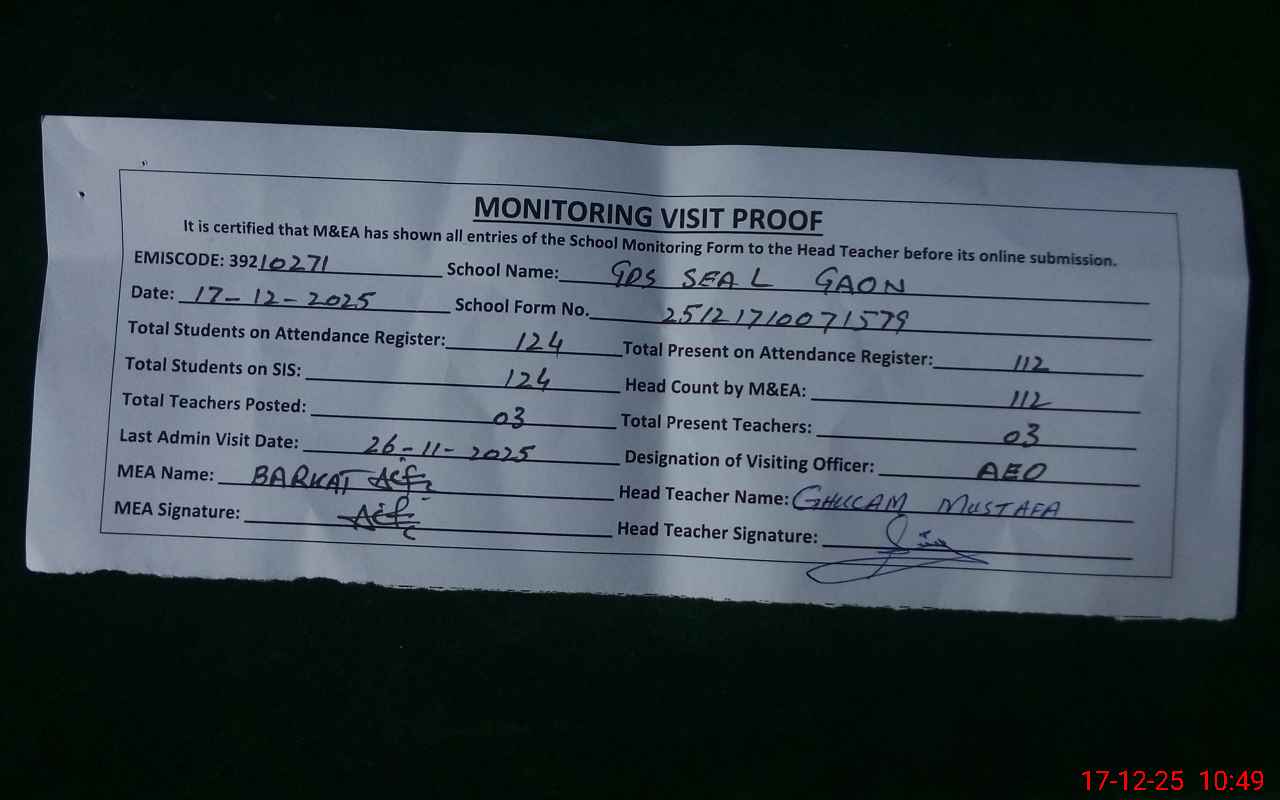 MONITORING VISIT PROOF
It is certified that M&EA has shown all entries of the School Monitoring Form to the Head Teacher before its online submission.
EMISCODE: 39210271 School Name: GPS SEAL GAON
Date: 17-12-2025 School Form No. 25121710071579
Total Students on Attendance Register: 124 Total Present on Attendance Register: 112
Total Students on SIS: 124 Head Count by M&EA: 112
Total Teachers Posted: 03 Total Present Teachers: 03
Last Admin Visit Date: 26-11-2025 Designation of Visiting Officer: AEO
MEA Name: BARKAT Head Teacher Name: GHULAM MUSTAFA
MEA Signature: Head Teacher Signature:
17-12-25 10:49